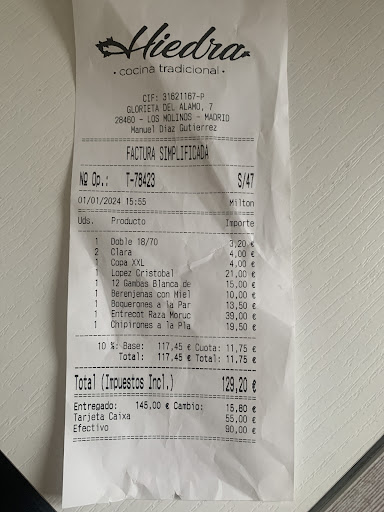 Hiedra
• cocina tradicional •
CIF: 31621167-P
GLORIETA DEL ALAMO, 7
28460 - LOS MOLINOS - MADRID
Manuel Diaz Gutierrez
FACTURA SIMPLIFICADA
Nº Op.: T-78423 S/47
01/01/2024 15:55 Milton
Uds. Producto Importe
1 Doble 18/70 3,20 €
2 Clara 4,00 €
1 Copa XXL 4,00 €
1 Lopez Cristobal 21,00 €
1 12 Gambas Blanca de 15,00 €
1 Berenjenas con Miel 10,00 €
1 Boquerones a la Par 13,50 €
1 Entrecot Raza Moruc 39,00 €
1 Chipirones a la Pla 19,50 €
10 %: Base: 117,45 € Cuota: 11,75 €
Total: 117,45 € Total: 11,75 €
Total (Impuestos Incl.) 129,20 €
Entregado: 145,00 € Cambio: 15,80 €
Tarjeta Caixa 55,00 €
Efectivo 90,00 €